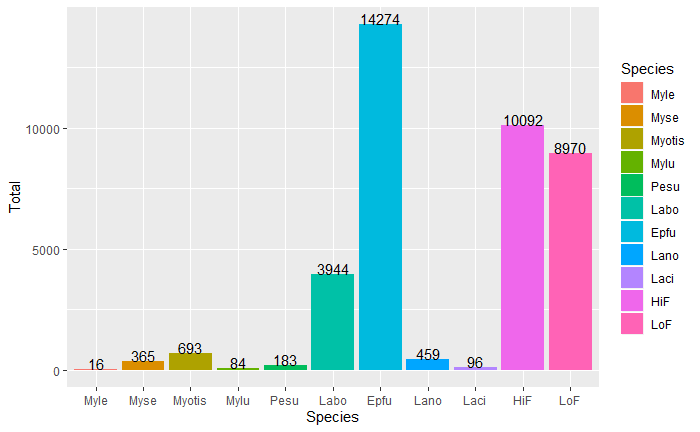 14274
10092
8970
3944
693
365
459
183
96
84
16
10000
5000
0
Total
Myle Myse Myotis Mylu Pesu Labo Epfu Lano Laci HiF LoF
Species
Species
Myle
Myse
Myotis
Mylu
Pesu
Labo
Epfu
Lano
Laci
HiF
LoF